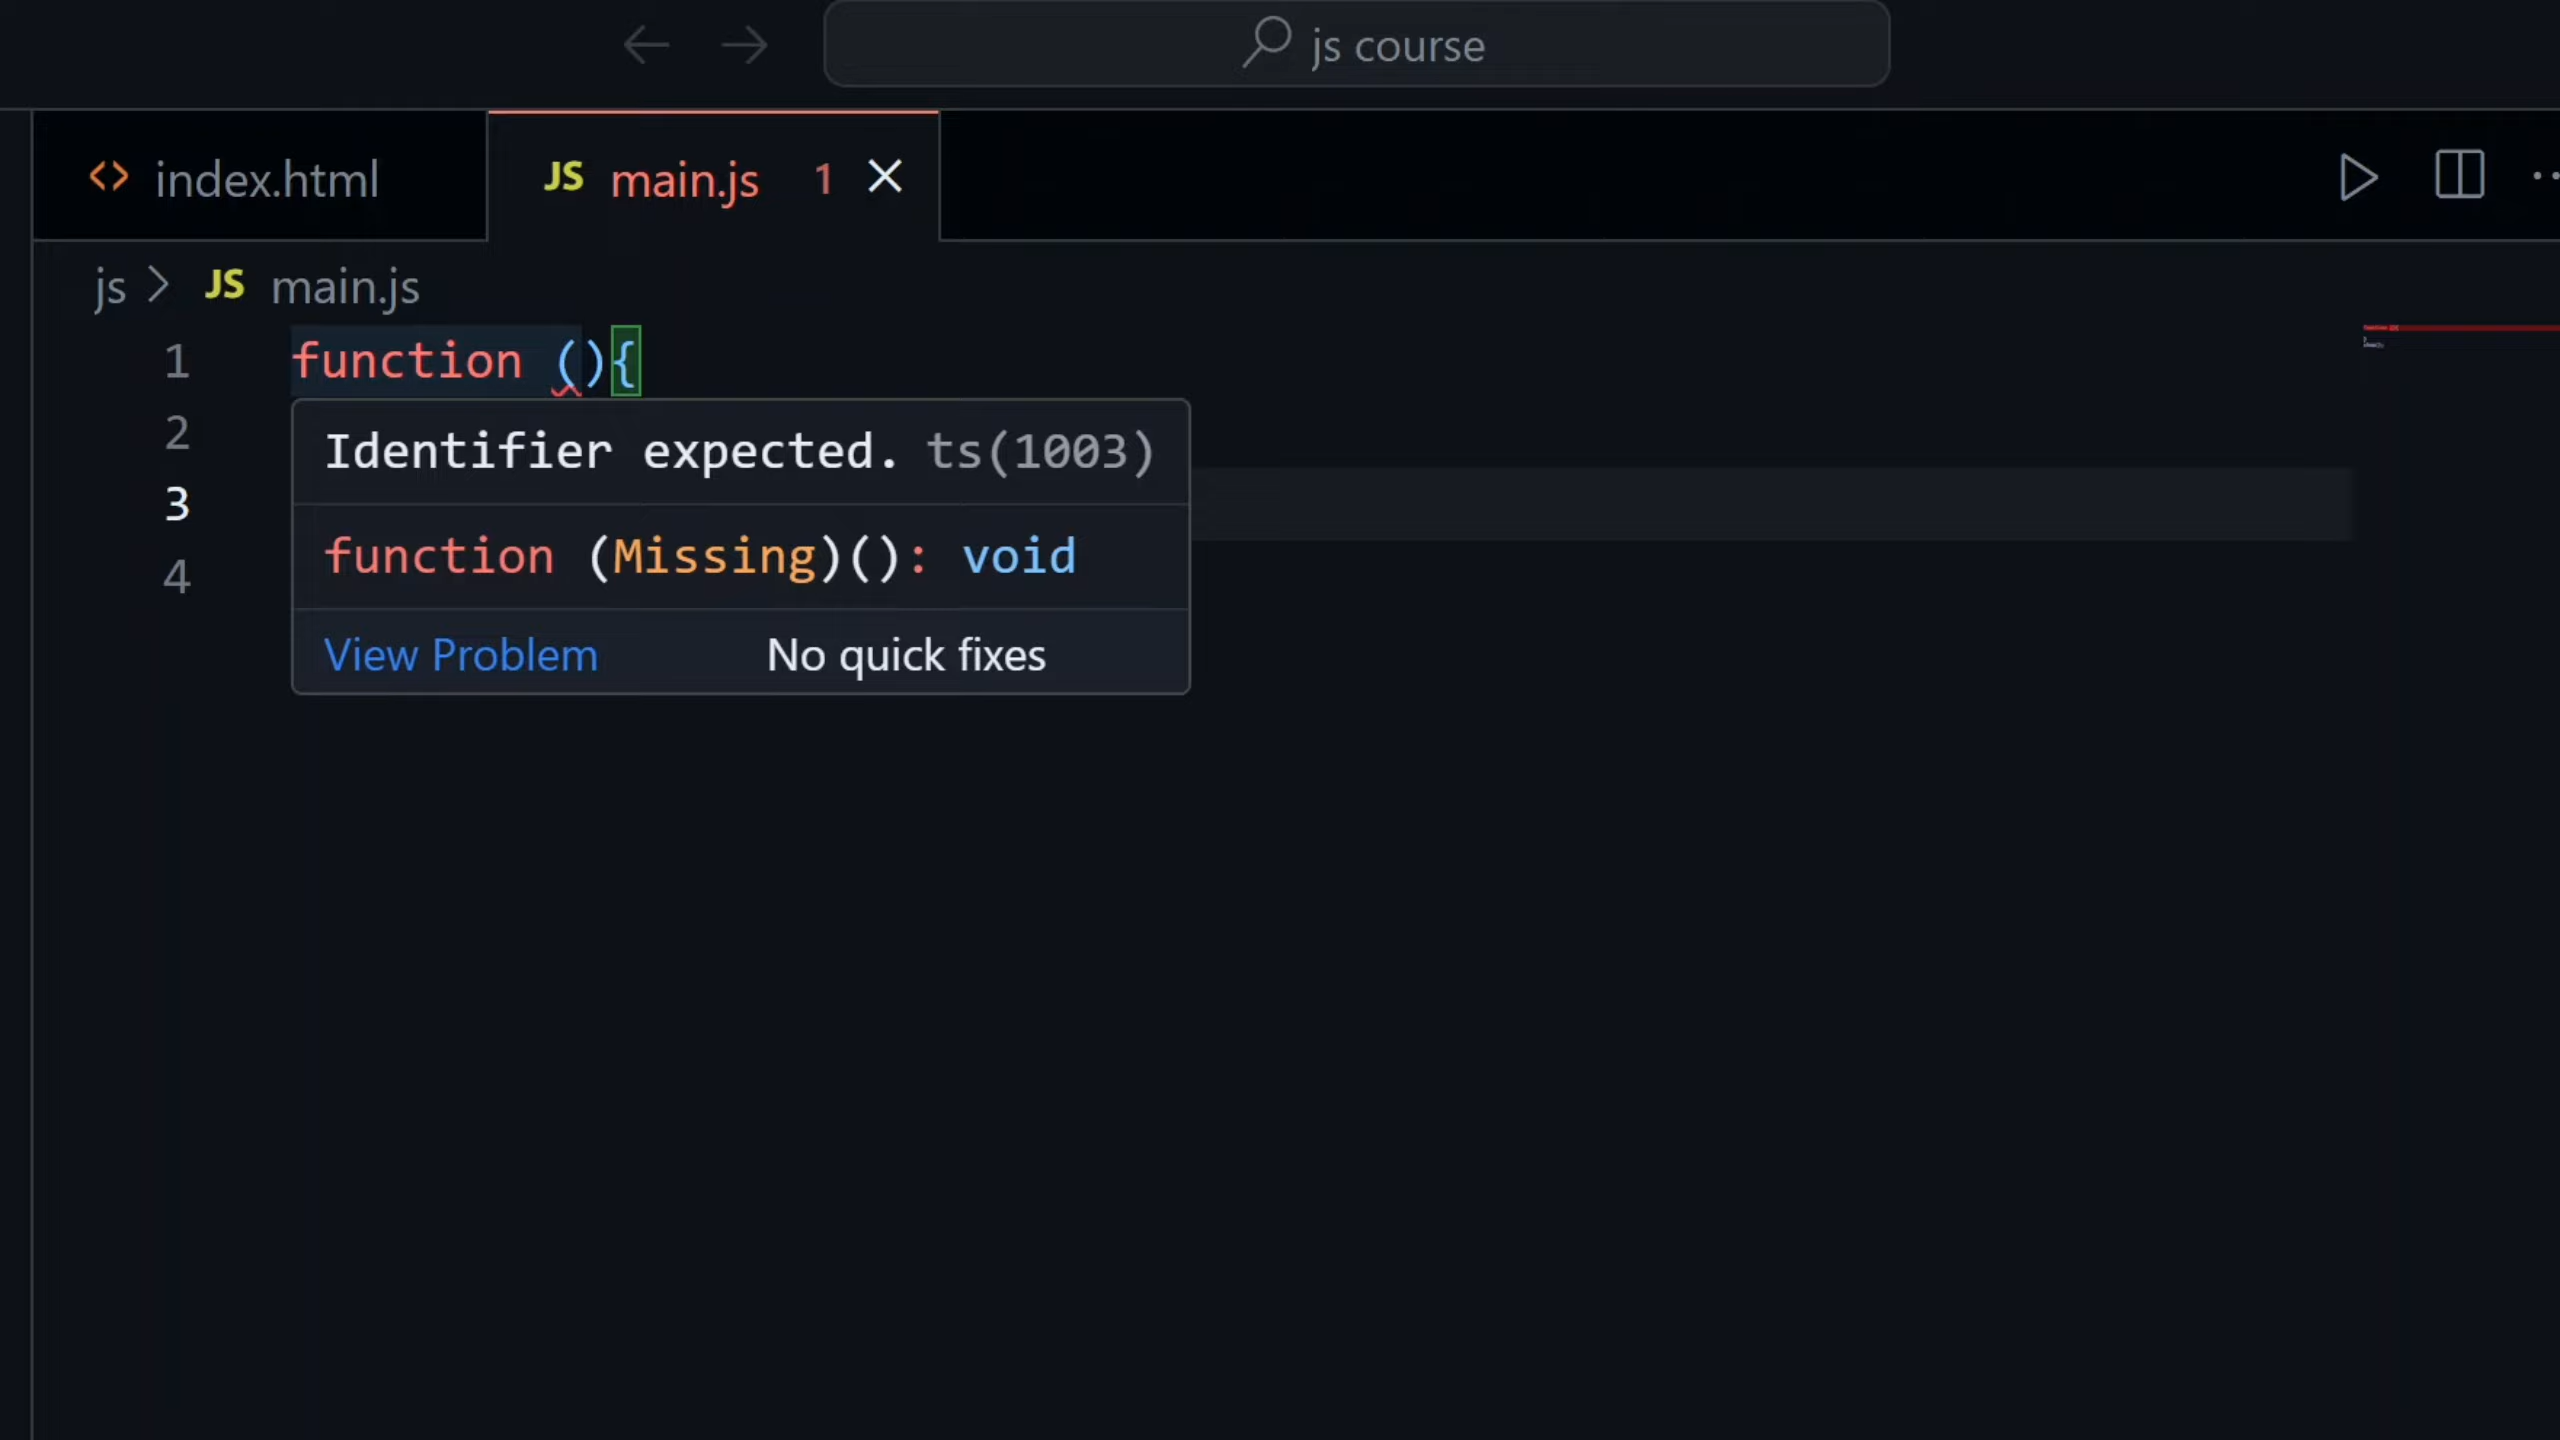 js course
index.html
JS main.js 1
js > JS main.js
1 function (){
2
3
4
Identifier expected. ts(1003)
function (Missing)(): void
View Problem No quick fixes